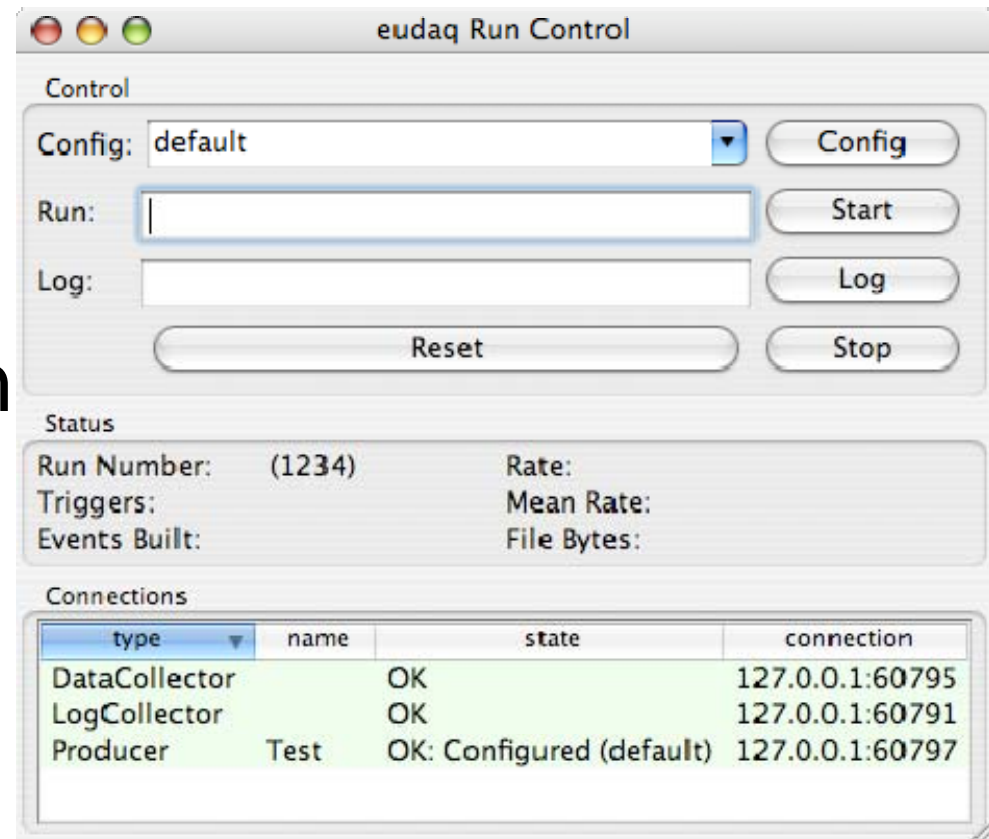 eudaq Run Control
Control
Config: default Config
Run: Start
Log: Log
Reset Stop
n
Status
Run Number: (1234) Rate:
Triggers: Mean Rate:
Events Built: File Bytes:
Connections
type name state connection
DataCollector OK 127.0.0.1:60795
LogCollector OK 127.0.0.1:60791
Producer Test OK: Configured (default) 127.0.0.1:60797